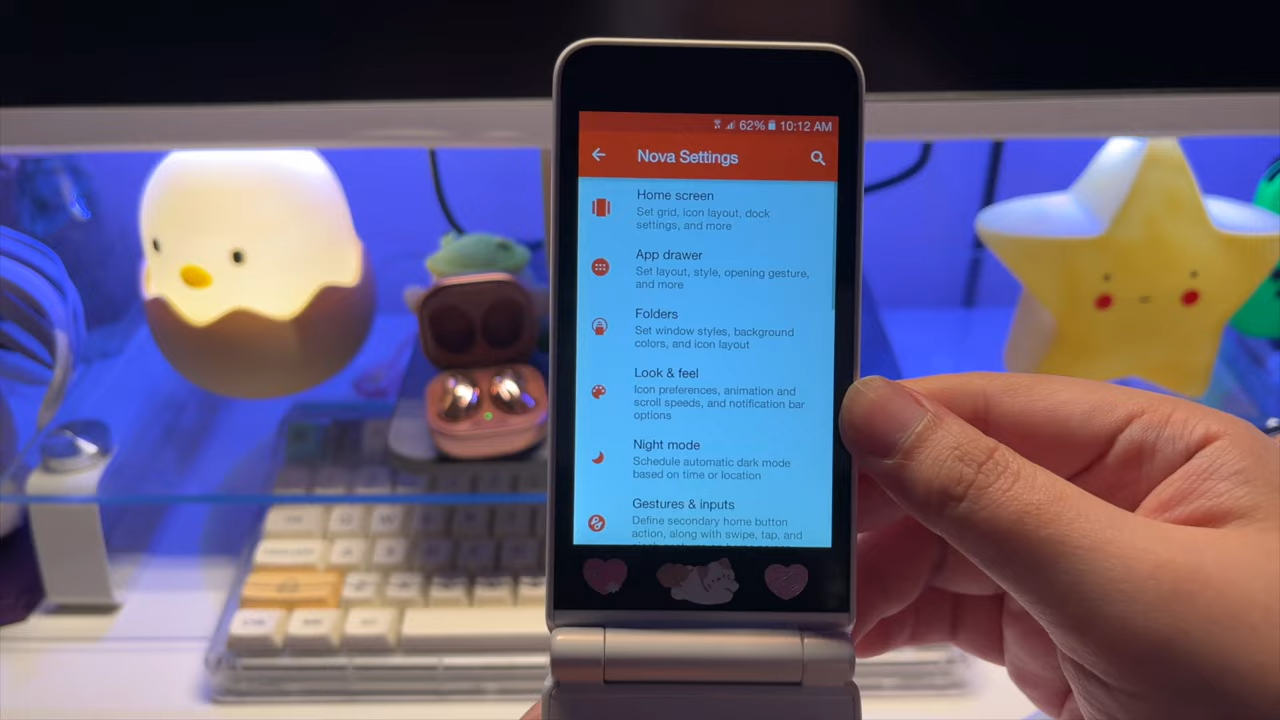 62% 10:12 AM
Nova Settings
Home screen
Set grid, icon layout, dock
settings, and more
App drawer
Set layout, style, opening gesture,
and more
Folders
Set window styles, background
colors, and icon layout
Look & feel
Icon preferences, animation and
scroll speeds, and notification bar
options
Night mode
Schedule automatic dark mode
based on time or location
Gestures & inputs
Define secondary home button
action, along with swipe, tap, and